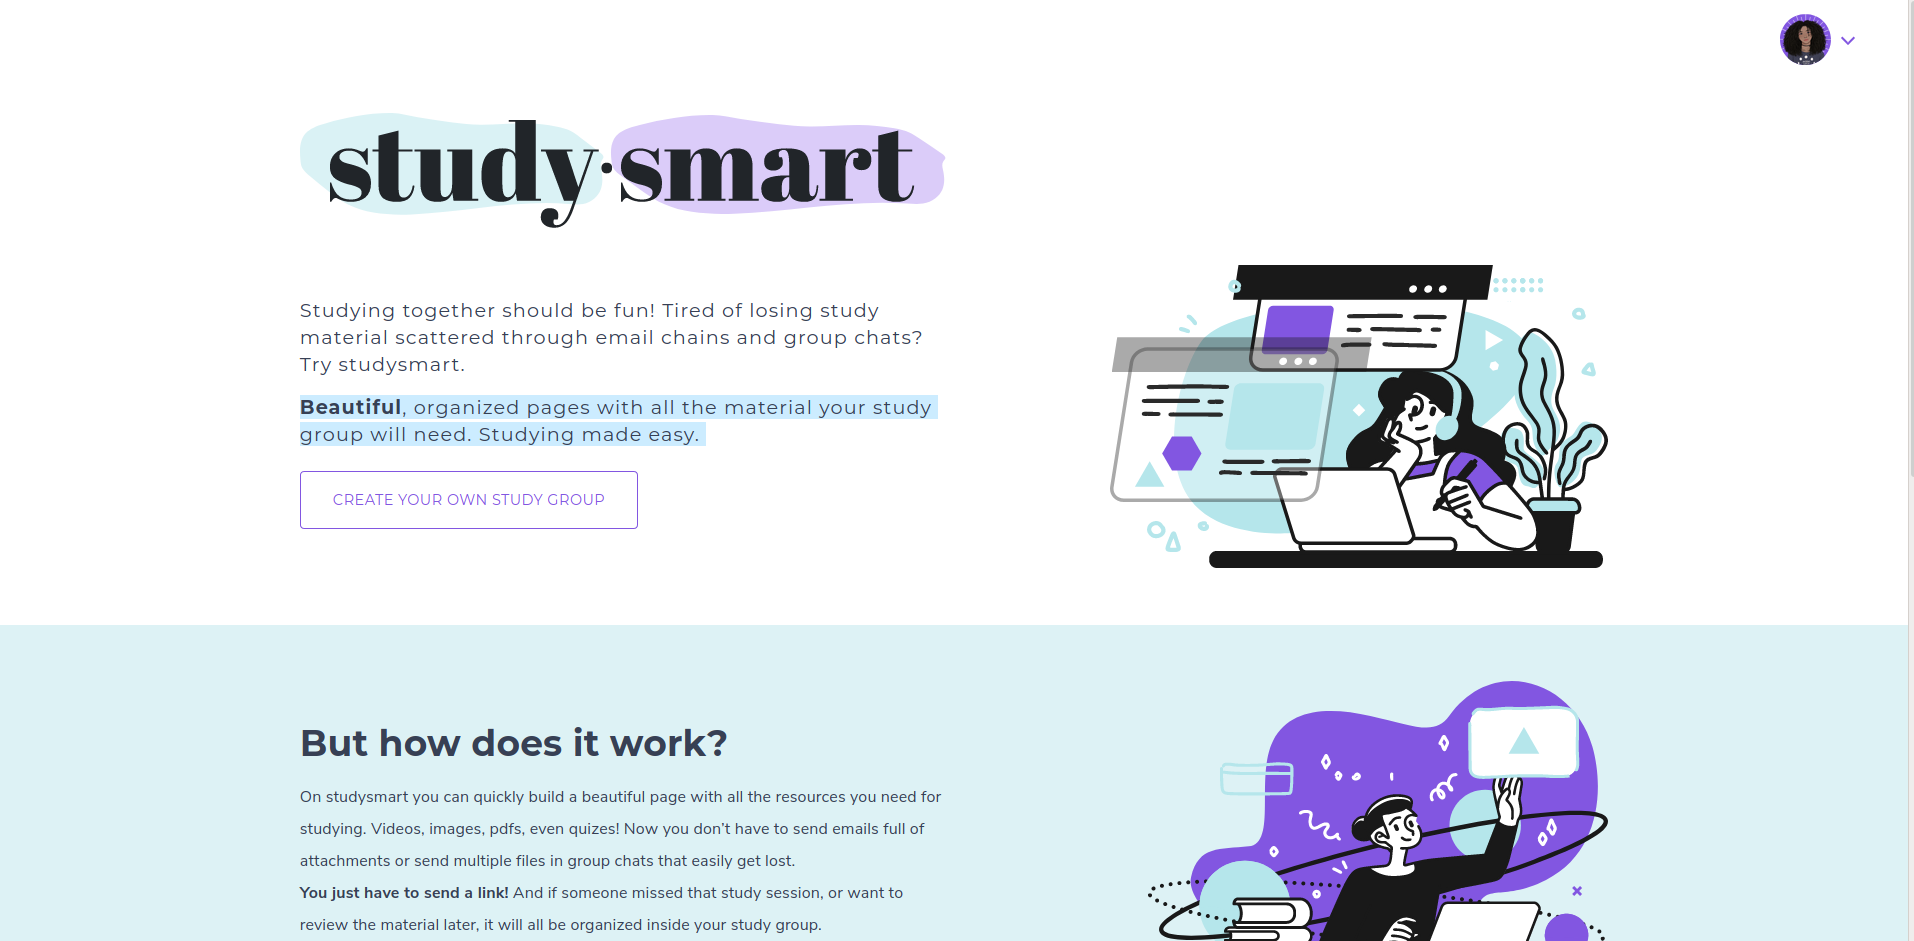 study·smart
Studying together should be fun! Tired of losing study
material scattered through email chains and group chats?
Try studysmart.
Beautiful, organized pages with all the material your study
group will need. Studying made easy.
CREATE YOUR OWN STUDY GROUP
But how does it work?
On studysmart you can quickly build a beautiful page with all the resources you need for
studying. Videos, images, pdfs, even quizes! Now you don’t have to send emails full of
attachments or send multiple files in group chats that easily get lost.
You just have to send a link! And if someone missed that study session, or want to
review the material later, it will all be organized inside your study group.